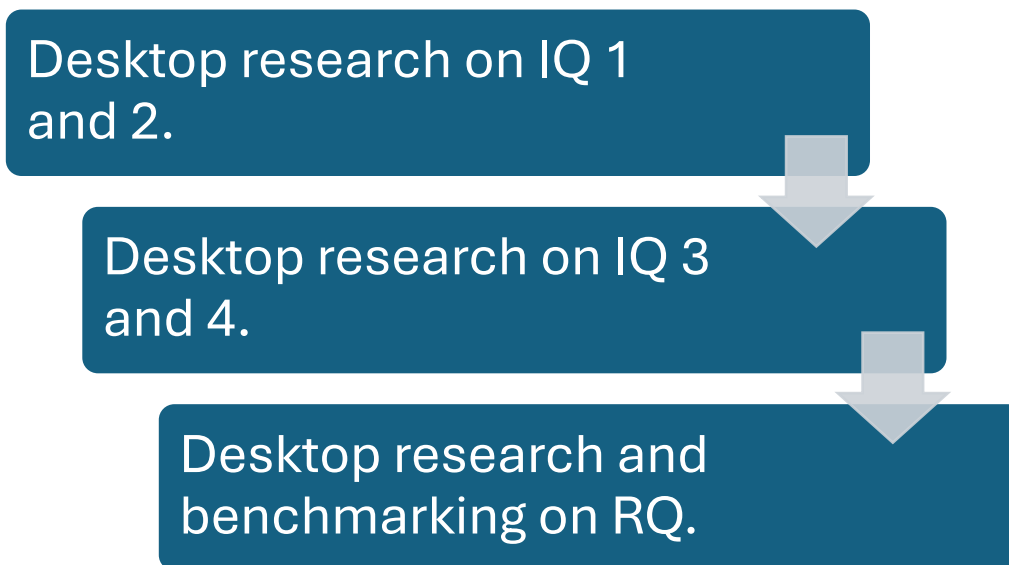 Desktop research on IQ 1
and 2.
Desktop research on IQ 3
and 4.
Desktop research and
benchmarking on RQ.